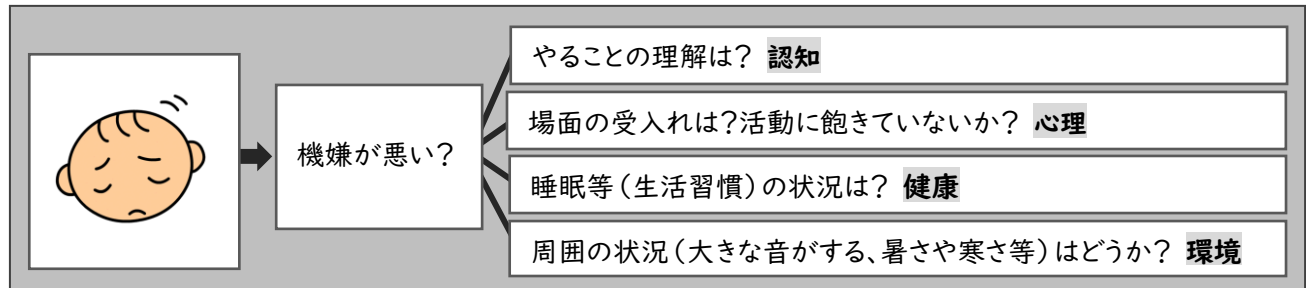 機嫌が悪い?
やることの理解は? 認知
場面の受入れは?活動に飽きていないか? 心理
睡眠等(生活習慣)の状況は? 健康
周囲の状況(大きな音がする、暑さや寒さ等)はどうか? 環境